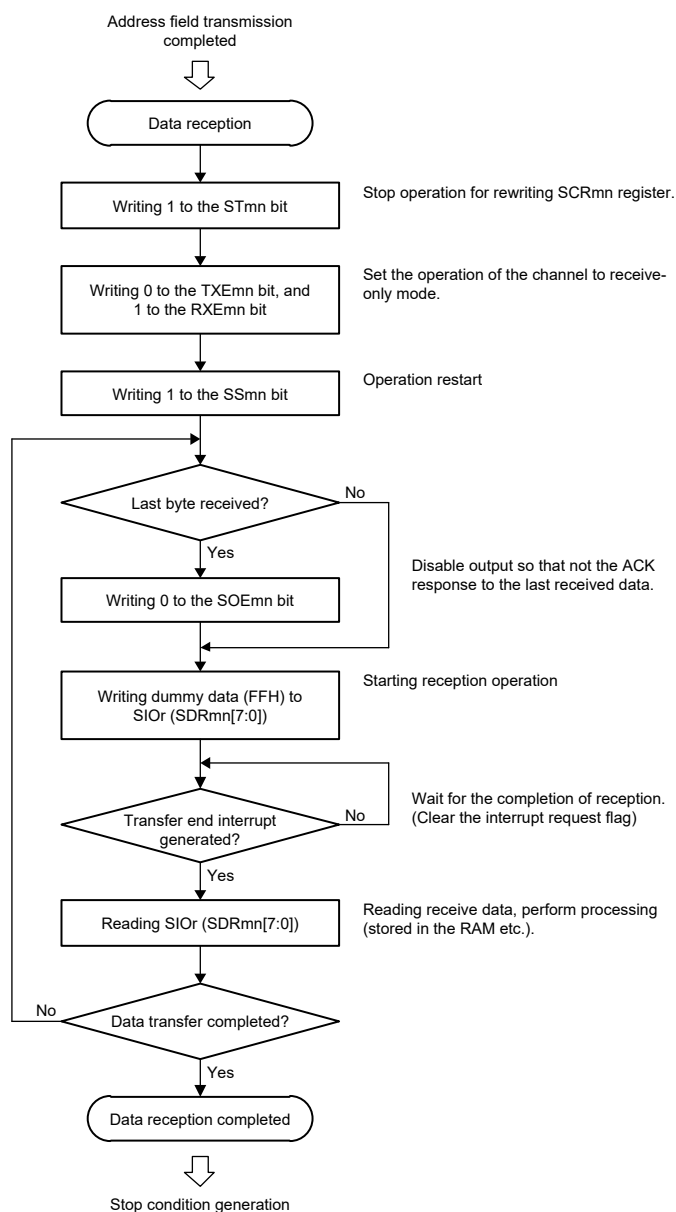 Address field transmission
completed
Data reception
Writing 1 to the STmn bit
Stop operation for rewriting SCRmn register.
Writing 0 to the TXEmn bit, and
1 to the RXEmn bit
Set the operation of the channel to receive-
only mode.
Writing 1 to the SSmn bit
Operation restart
Last byte received?
No
Yes
Writing 0 to the SOEmn bit
Disable output so that not the ACK
response to the last received data.
Writing dummy data (FFH) to
SIOr (SDRmn[7:0])
Starting reception operation
Transfer end interrupt
generated?
No
Wait for the completion of reception.
(Clear the interrupt request flag)
Yes
Reading SIOr (SDRmn[7:0])
Reading receive data, perform processing
(stored in the RAM etc.).
No
Data transfer completed?
Yes
Data reception completed
Stop condition generation